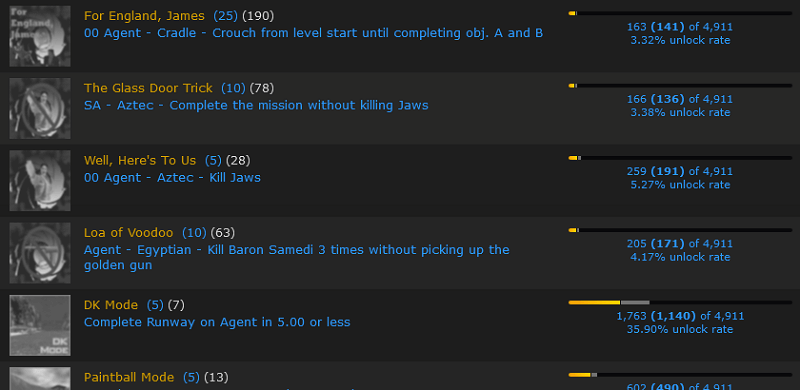 For England, James
For England, James (25) (190)
00 Agent - Cradle - Crouch from level start until completing obj. A and B
163 (141) of 4,911
3.32% unlock rate
The Glass Door Trick (10) (78)
SA - Aztec - Complete the mission without killing Jaws
166 (136) of 4,911
3.38% unlock rate
Well, Here's To Us (5) (28)
00 Agent - Aztec - Kill Jaws
259 (191) of 4,911
5.27% unlock rate
Loa of Voodoo (10) (63)
Agent - Egyptian - Kill Baron Samedi 3 times without picking up the
golden gun
205 (171) of 4,911
4.17% unlock rate
DK MODE
DK Mode (5) (7)
Complete Runway on Agent in 5.00 or less
1,763 (1,140) of 4,911
35.90% unlock rate
Paintball Mode (5) (13)
602 (490) of 4,911